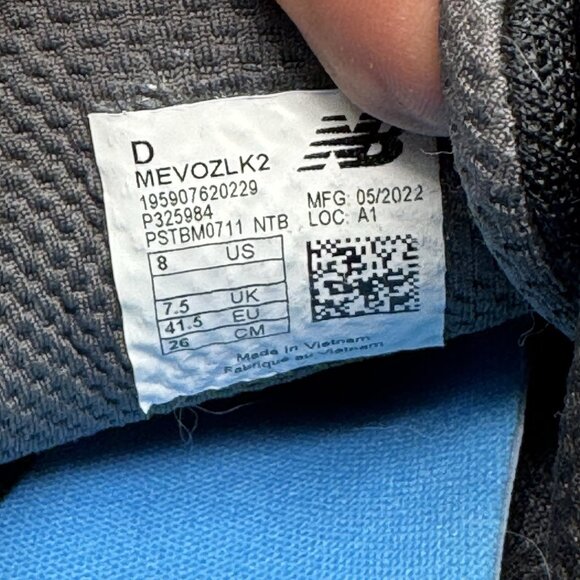 D
MEVOZLK2
195907620229
P325984
PSTBM0711 NTB
NB
MFG: 05/2022
LOC: A1
8 US
7.5 UK
41.5 EU
26 CM
Made in Vietnam
Fabriqué au Vietnam